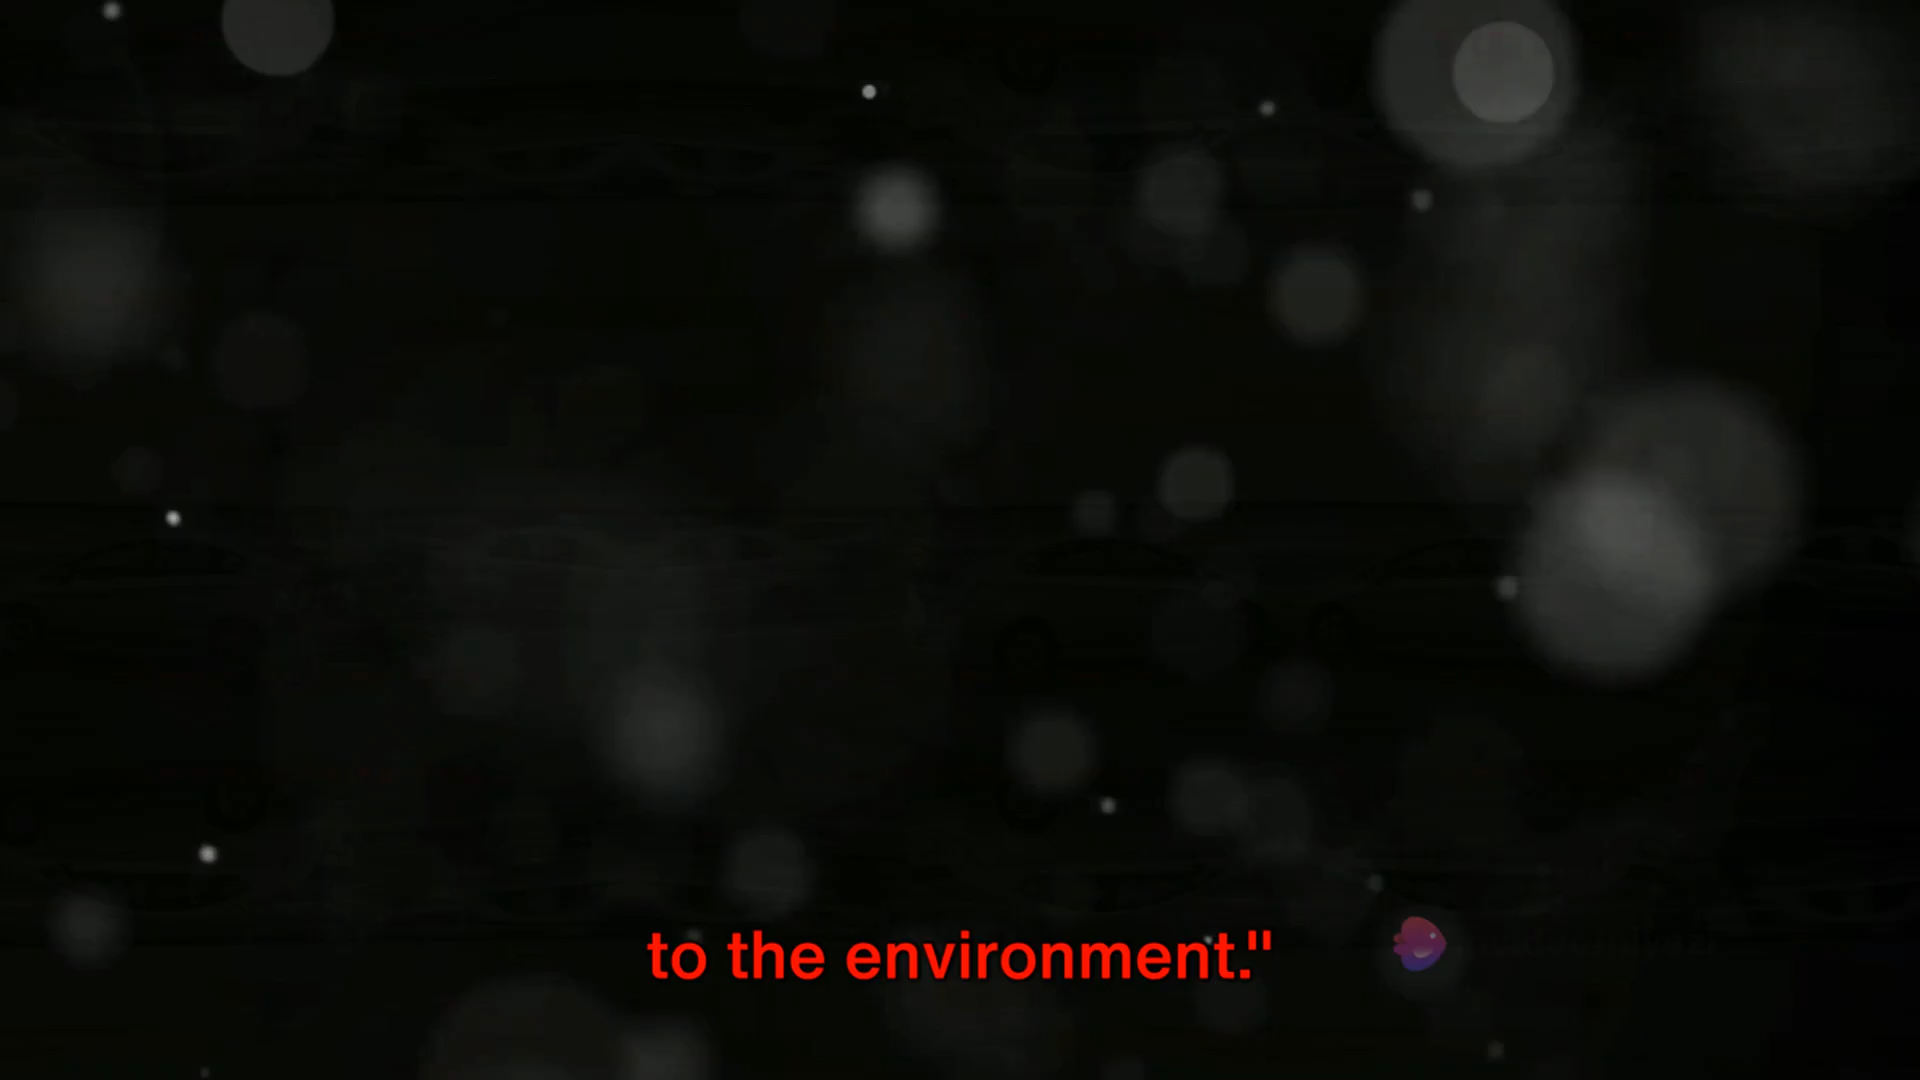 to the environment."